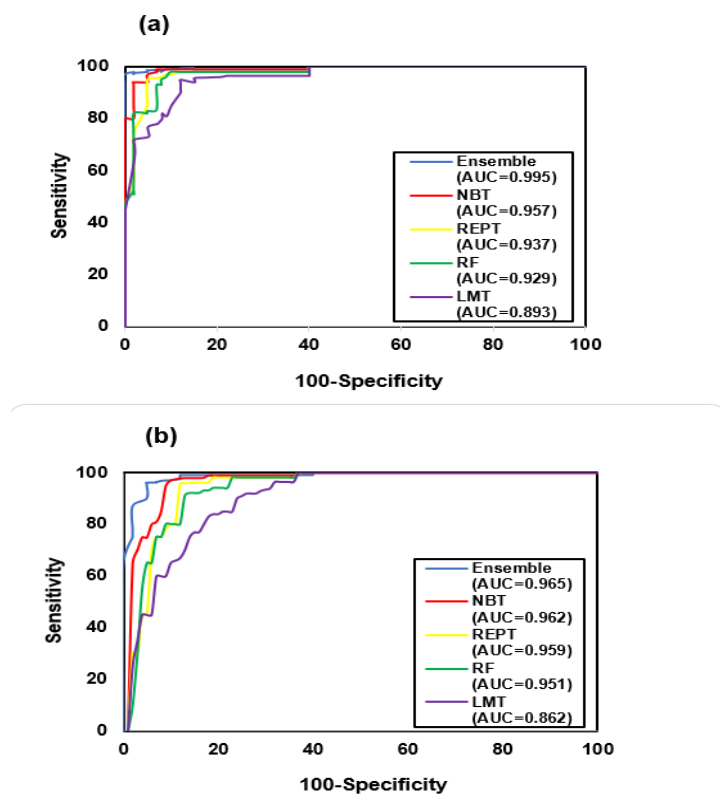 (a)
100
80
60
40
20
0
Sensitivity
Ensemble
(AUC=0.995)
NBT
(AUC=0.957)
REPT
(AUC=0.937)
RF
(AUC=0.929)
LMT
(AUC=0.893)
0 20 40 60 80 100
100-Specificity
(b)
100
80
60
40
20
0
Sensitivity
Ensemble
(AUC=0.965)
NBT
(AUC=0.962)
REPT
(AUC=0.959)
RF
(AUC=0.951)
LMT
(AUC=0.862)
0 20 40 60 80 100
100-Specificity